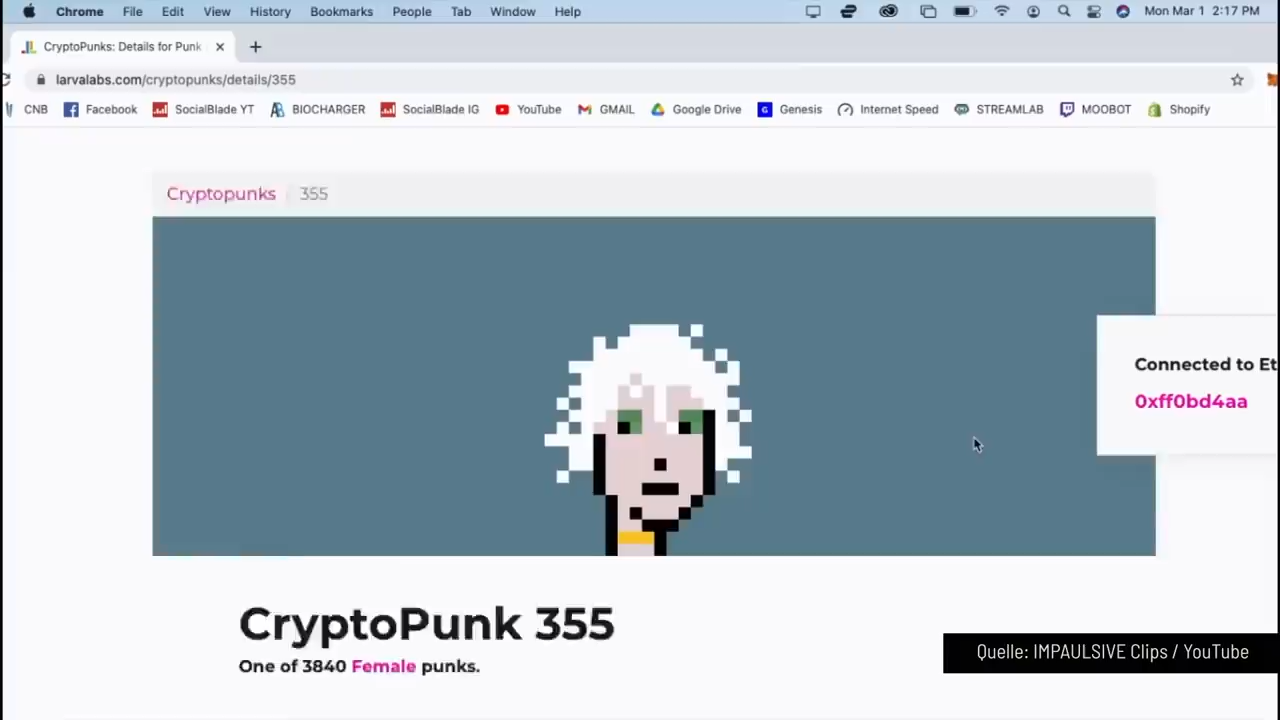 Chrome File Edit View History Bookmarks People Tab Window Help Mon Mar 1 2:17 PM
CryptoPunks: Details for Punk
larvalabs.com/cryptopunks/details/355
CNB Facebook SocialBlade YT BIOCHARGER SocialBlade IG YouTube GMAIL Google Drive Genesis Internet Speed STREAMLAB MOOBOT Shopify
Cryptopunks 355
Connected to Et
0xff0bd4aa
CryptoPunk 355
One of 3840 Female punks.
Quelle: IMPAULSIVE Clips / YouTube